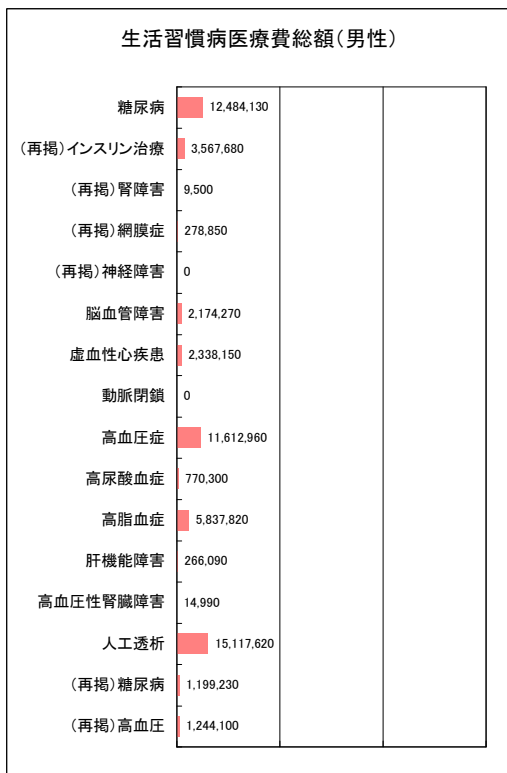 生活習慣病医療費総額(男性)
糖尿病 12,484,130
(再掲)インスリン治療 3,567,680
(再掲)腎障害 9,500
(再掲)網膜症 278,850
(再掲)神経障害 0
脳血管障害 2,174,270
虚血性心疾患 2,338,150
動脈閉鎖 0
高血圧症 11,612,960
高尿酸血症 770,300
高脂血症 5,837,820
肝機能障害 266,090
高血圧性腎臓障害 14,990
人工透析 15,117,620
(再掲)糖尿病 1,199,230
(再掲)高血圧 1,244,100